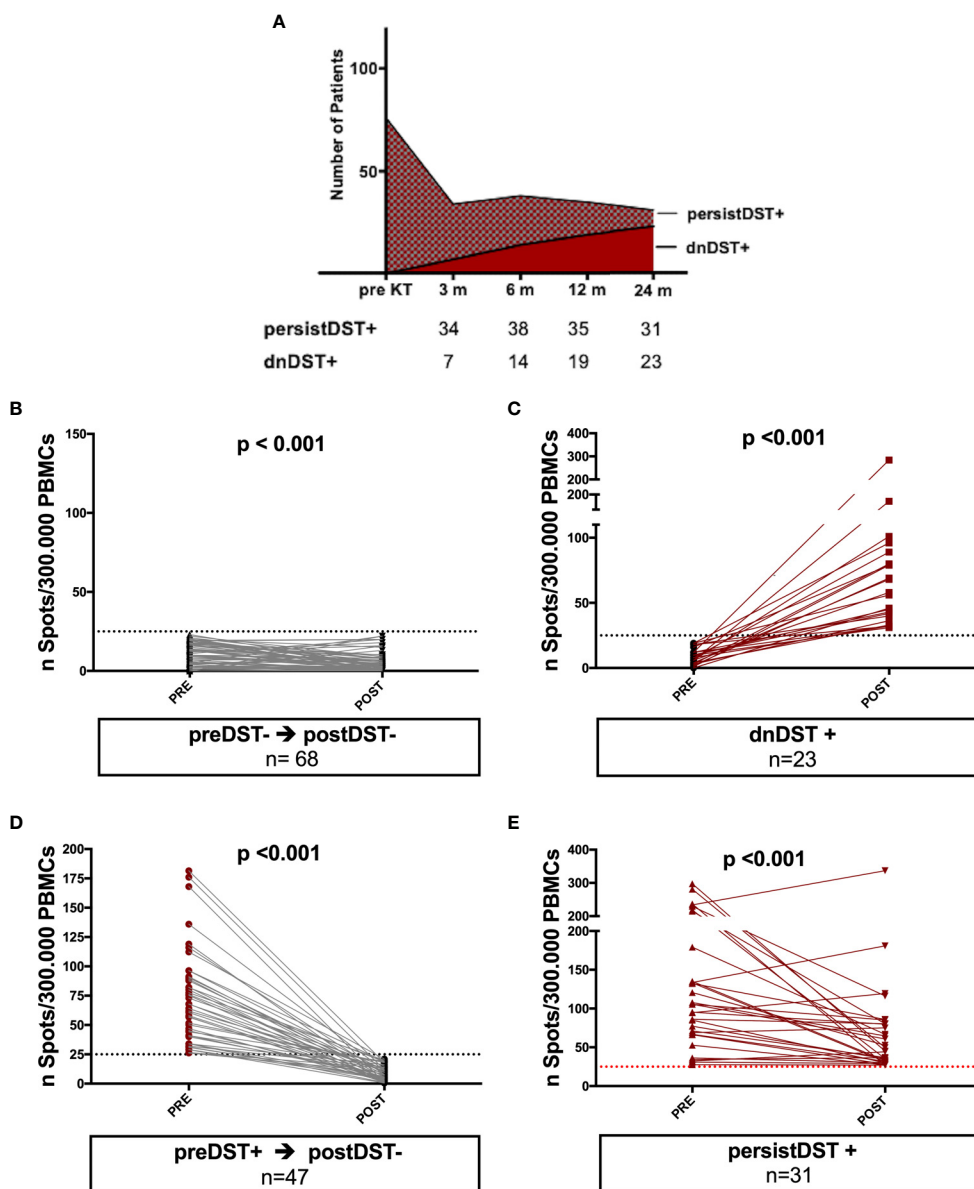 A
Number of Patients
100
50
persistDST+
dnDST+
pre KT 3 m 6 m 12 m 24 m
persistDST+ 34 38 35 31
dnDST+ 7 14 19 23
B
p < 0.001
n Spots/300.000 PBMCs
150
100
50
0
PRE POST
preDST- ➔ postDST-
n= 68
C
p <0.001
n Spots/300.000 PBMCs
400
300
200
200
100
50
0
PRE POST
dnDST +
n=23
D
p <0.001
n Spots/300.000 PBMCs
200
175
150
125
100
75
50
25
0
PRE POST
preDST+ ➔ postDST-
n=47
E
p <0.001
n Spots/300.000 PBMCs
400
300
200
200
150
100
50
0
PRE POST
persistDST +
n=31